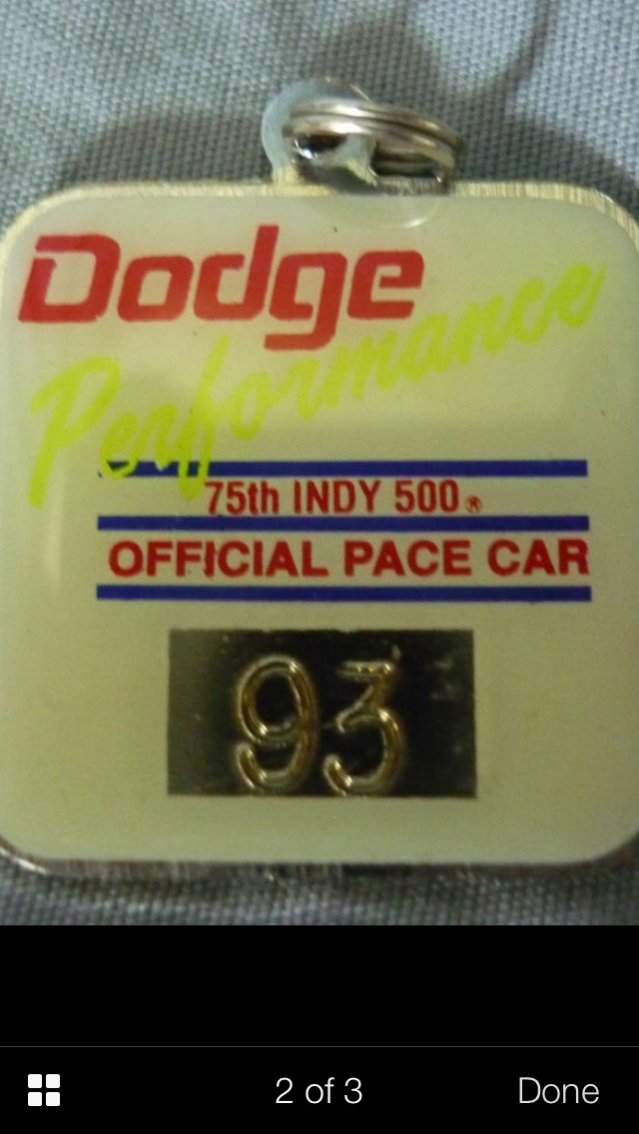 Dodge
Performance
75th INDY 500®
OFFICIAL PACE CAR
93
2 of 3
Done